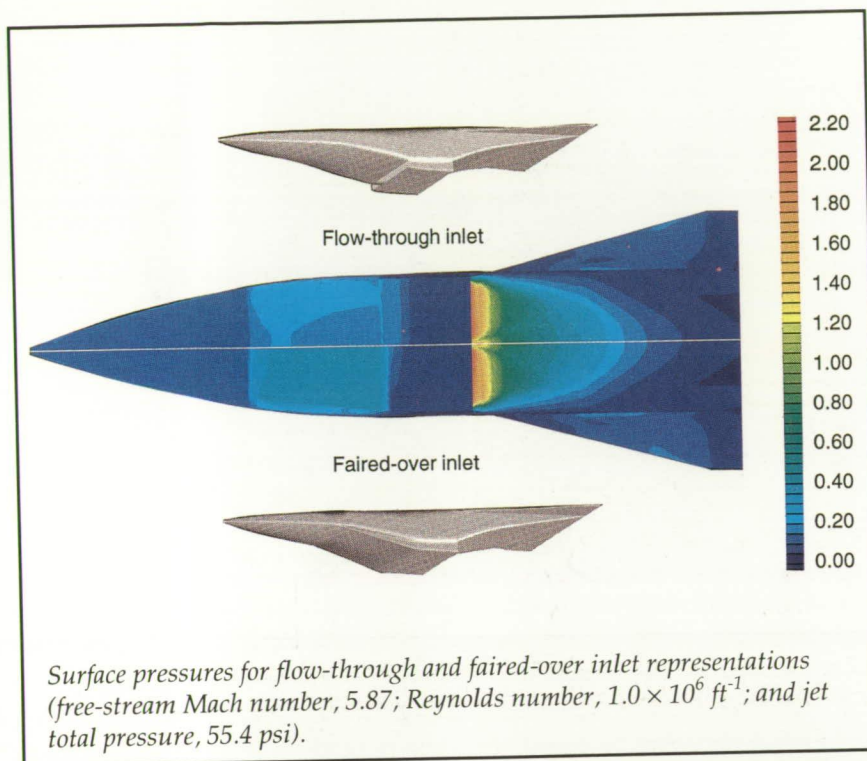 Flow-through inlet
Faired-over inlet
2.20
2.00
1.80
1.60
1.40
1.20
1.00
0.80
0.60
0.40
0.20
0.00
Surface pressures for flow-through and faired-over inlet representations
(free-stream Mach number, 5.87; Reynolds number, 1.0 × 10⁶ ft⁻¹; and jet
total pressure, 55.4 psi).